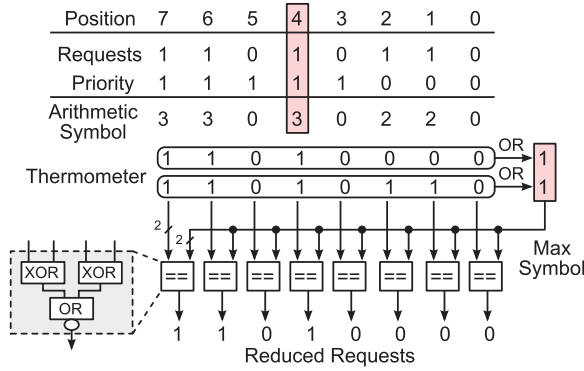 Position 7 6 5 4 3 2 1 0
Requests 1 1 0 1 0 1 1 0
Priority 1 1 1 1 1 0 0 0
Arithmetic
Symbol 3 3 0 3 0 2 2 0
OR
1 1 0 1 0 0 0 0 1
Thermometer
OR
1 1 0 1 0 1 1 0 1
2
2
Max
Symbol
XOR XOR == == == == == == == ==
OR
1 1 0 1 0 0 0 0
Reduced Requests